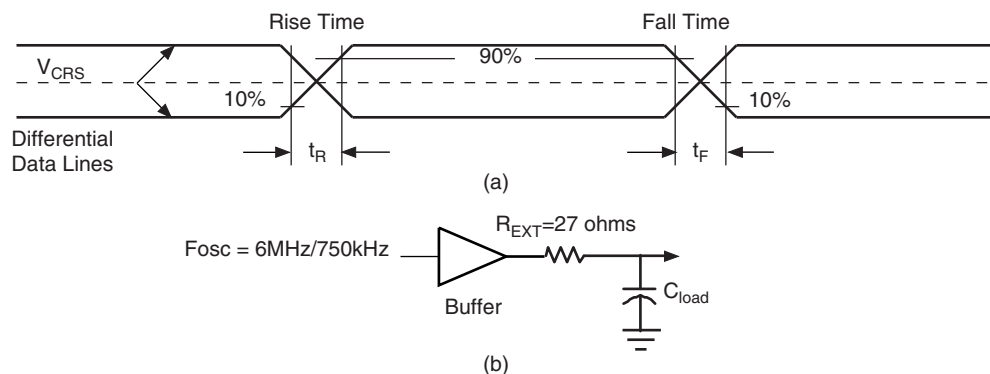 Rise Time
Fall Time
V_CRS
90%
10%
10%
Differential
Data Lines
t_R
t_F
(a)
R_EXT=27 ohms
Fosc = 6MHz/750kHz
Buffer
C_load
(b)